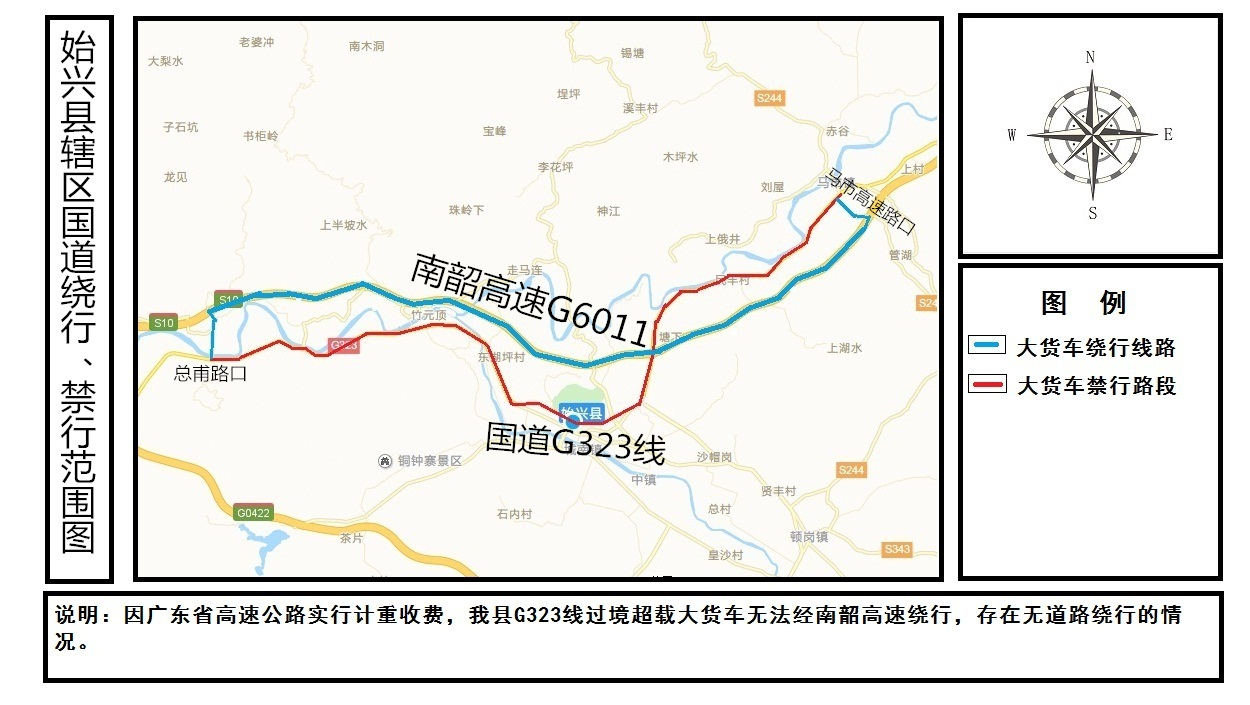 始兴县辖区国道绕行、禁行范围图
老婆冲
南木洞
大梨水
锡塘
埕坪
S244
溪丰村
子石坑
书柜岭
宝峰
赤谷
木坪水
李花坪
上村
龙见
刘屋
马市高速路口
珠岭下
神江
上半坡水
上俄井
管湖
走马连
南韶高速G6011
民丰村
S10
S10
S24
竹元顶
塘下
G323
上湖水
东湖坪村
总甫路口
始兴县
国道G323线
城南镇
沙帽岗
铜钟寨景区
S244
中镇
贤丰村
G0422
石内村
总村
茶片
顿岗镇
S343
皇沙村
N
W
E
S
图 例
大货车绕行线路
大货车禁行路段
说明：因广东省高速公路实行计重收费，我县G323线过境超载大货车无法经南韶高速绕行，存在无道路绕行的情
况。